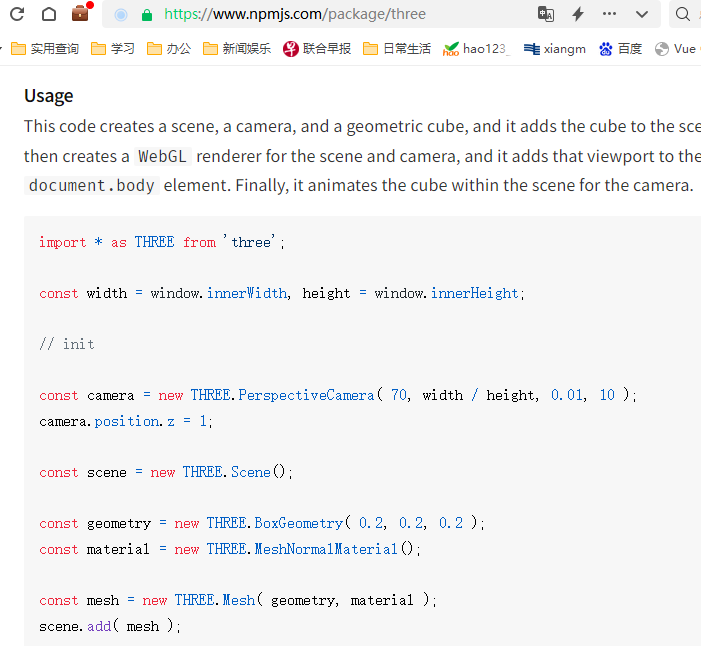 https://www.npmjs.com/package/three
实用查询 学习 办公 新闻娱乐 联合早报 日常生活 hao123_ xiangm 百度 Vue
Usage
This code creates a scene, a camera, and a geometric cube, and it adds the cube to the sce
then creates a WebGL renderer for the scene and camera, and it adds that viewport to the
document.body element. Finally, it animates the cube within the scene for the camera.
import * as THREE from 'three';
const width = window.innerWidth, height = window.innerHeight;
// init
const camera = new THREE.PerspectiveCamera( 70, width / height, 0.01, 10 );
camera.position.z = 1;
const scene = new THREE.Scene();
const geometry = new THREE.BoxGeometry( 0.2, 0.2, 0.2 );
const material = new THREE.MeshNormalMaterial();
const mesh = new THREE.Mesh( geometry, material );
scene.add( mesh );